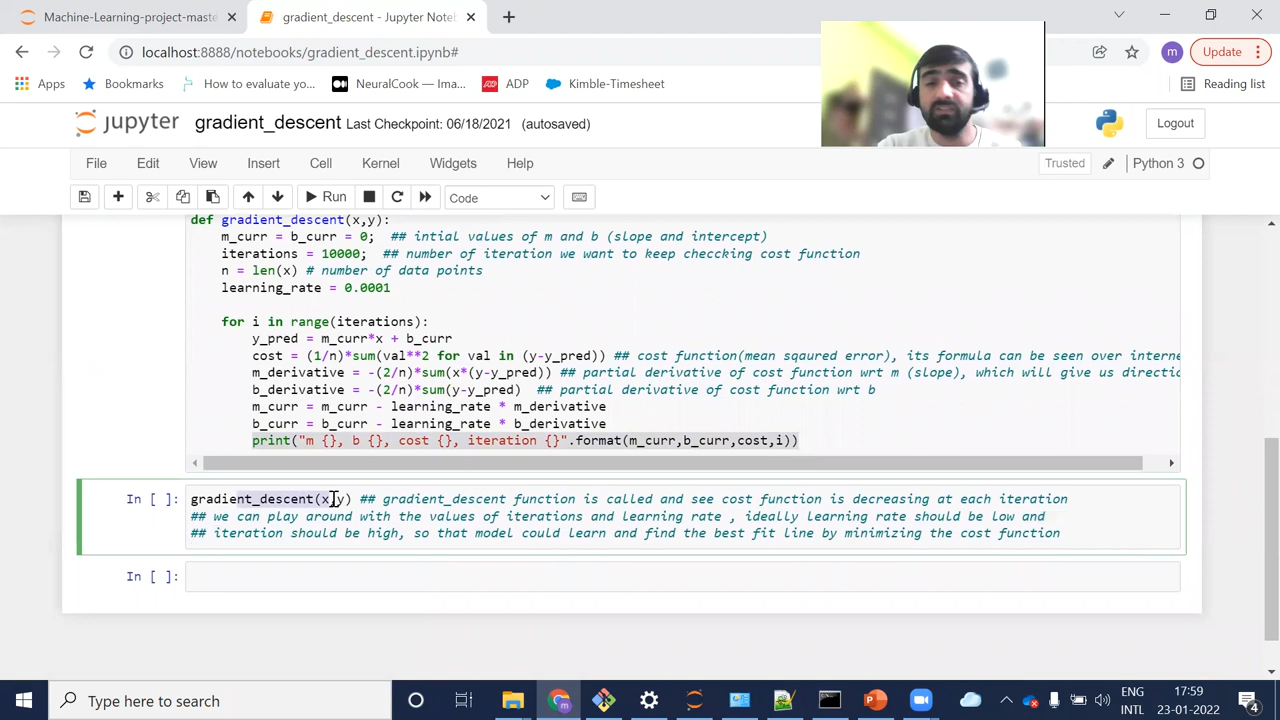 Machine-Learning-project-maste
gradient_descent - Jupyter Noteb
localhost:8888/notebooks/gradient_descent.ipynb#
m
Update
Apps
Bookmarks
How to evaluate yo...
NeuralCook — Ima...
ADP
Kimble-Timesheet
Reading list
jupyter
gradient_descent Last Checkpoint: 06/18/2021 (autosaved)
Logout
File Edit View Insert Cell Kernel Widgets Help
Trusted
Python 3
Run
Code
def gradient_descent(x,y):
m_curr = b_curr = 0; ## intial values of m and b (slope and intercept)
iterations = 10000; ## number of iteration we want to keep checcking cost function
n = len(x) # number of data points
learning_rate = 0.0001
for i in range(iterations):
y_pred = m_curr*x + b_curr
cost = (1/n)*sum(val**2 for val in (y-y_pred)) ## cost function(mean sqaured error), its formula can be seen over interne
m_derivative = -(2/n)*sum(x*(y-y_pred)) ## partial derivative of cost function wrt m (slope), which will give us directio
b_derivative = -(2/n)*sum(y-y_pred) ## partial derivative of cost function wrt b
m_curr = m_curr - learning_rate * m_derivative
b_curr = b_curr - learning_rate * b_derivative
print("m {}, b {}, cost {}, iteration {}".format(m_curr,b_curr,cost,i))
In [ ]: gradient_descent(x,y) ## gradient_descent function is called and see cost function is decreasing at each iteration
## we can play around with the values of iterations and learning rate , ideally learning rate should be low and
## iteration should be high, so that model could learn and find the best fit line by minimizing the cost function
In [ ]:
Type here to search
ENG
INTL
17:59
23-01-2022
4